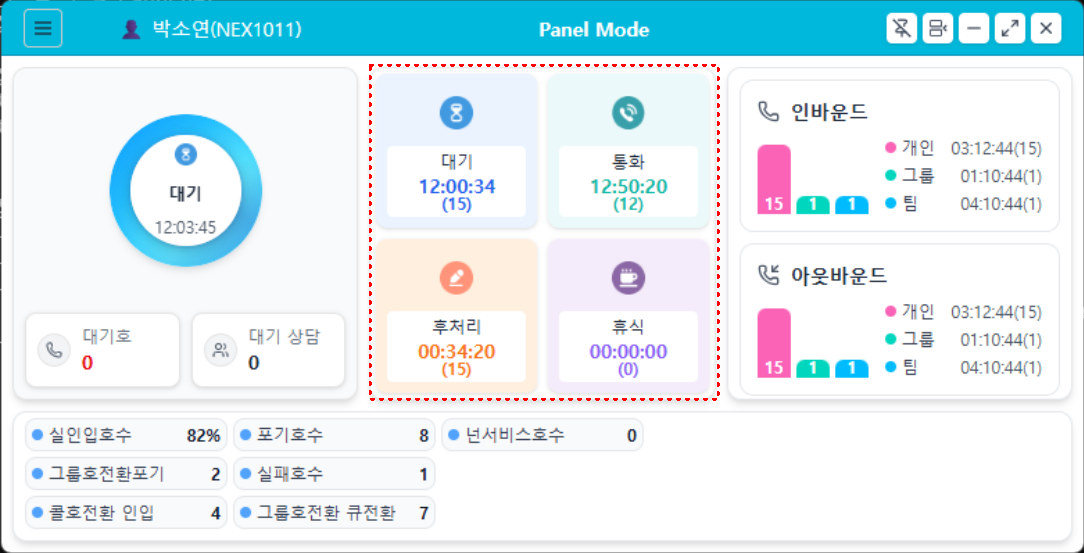 박소연(NEX1011)
Panel Mode
대기
12:03:45
대기호
0
대기 상담
0
대기
12:00:34
(15)
통화
12:50:20
(12)
후처리
00:34:20
(15)
휴식
00:00:00
(0)
인바운드
15
1
1
개인 03:12:44(15)
그룹 01:10:44(1)
팀 04:10:44(1)
아웃바운드
15
1
1
개인 03:12:44(15)
그룹 01:10:44(1)
팀 04:10:44(1)
실인입호수 82%
포기호수 8
넌서비스호수 0
그룹호전환포기 2
실패호수 1
콜호전환 인입 4
그룹호전환 큐전환 7